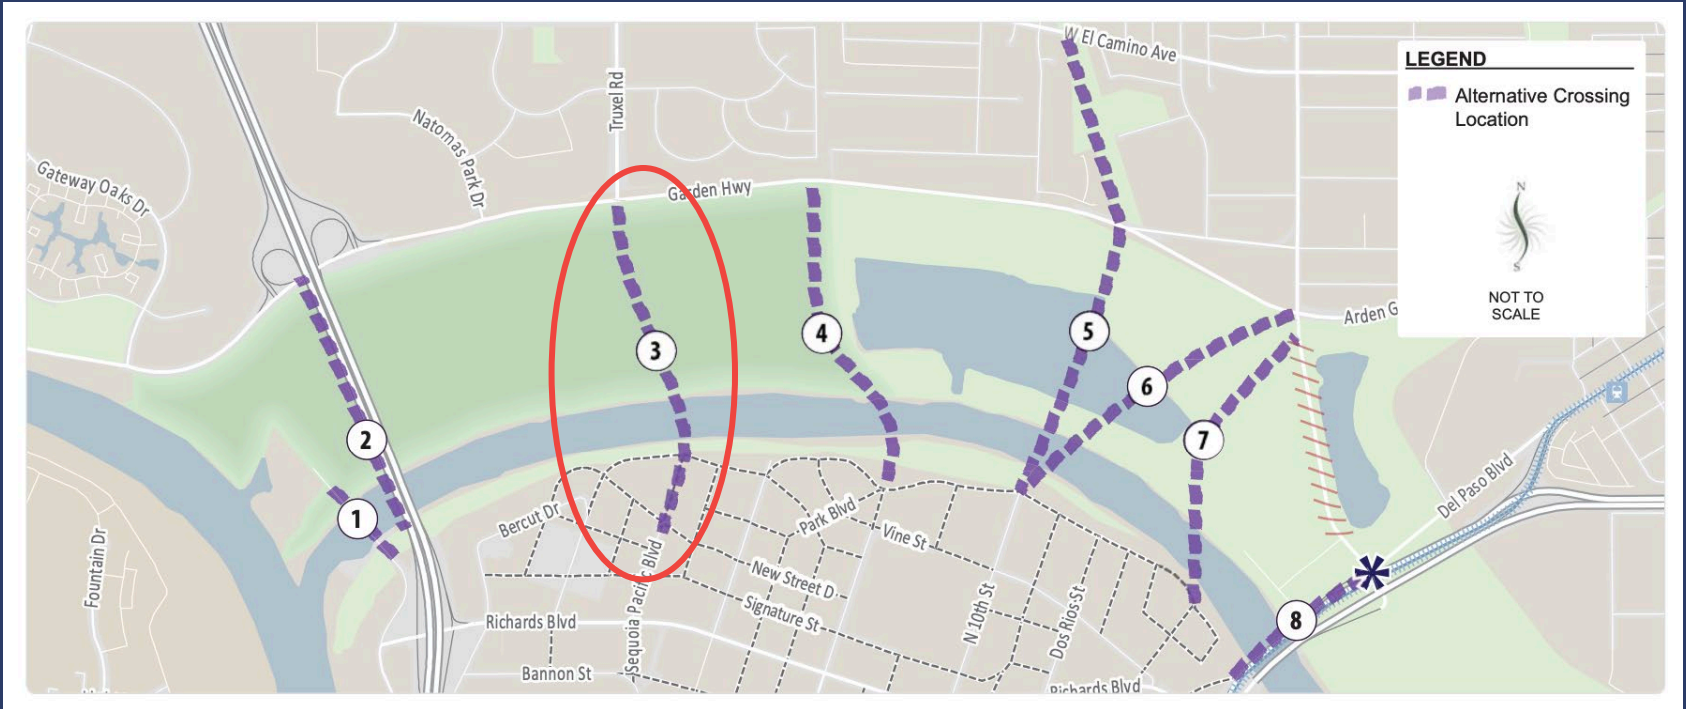 W El Camino Ave
LEGEND
Alternative Crossing
Location
N
S
NOT TO
SCALE
Truxel Rd
Natomas Park Dr
Gateway Oaks Dr
Garden Hwy
Arden G
1
2
3
4
5
6
7
8
Del Paso Blvd
Fountain Dr
Bercut Dr
Park Blvd
Vine St
New Street D
Signature St
Sequoia Pacific Blvd
N 10th St
Dos Rios St
Richards Blvd
Bannon St
Richards Blvd